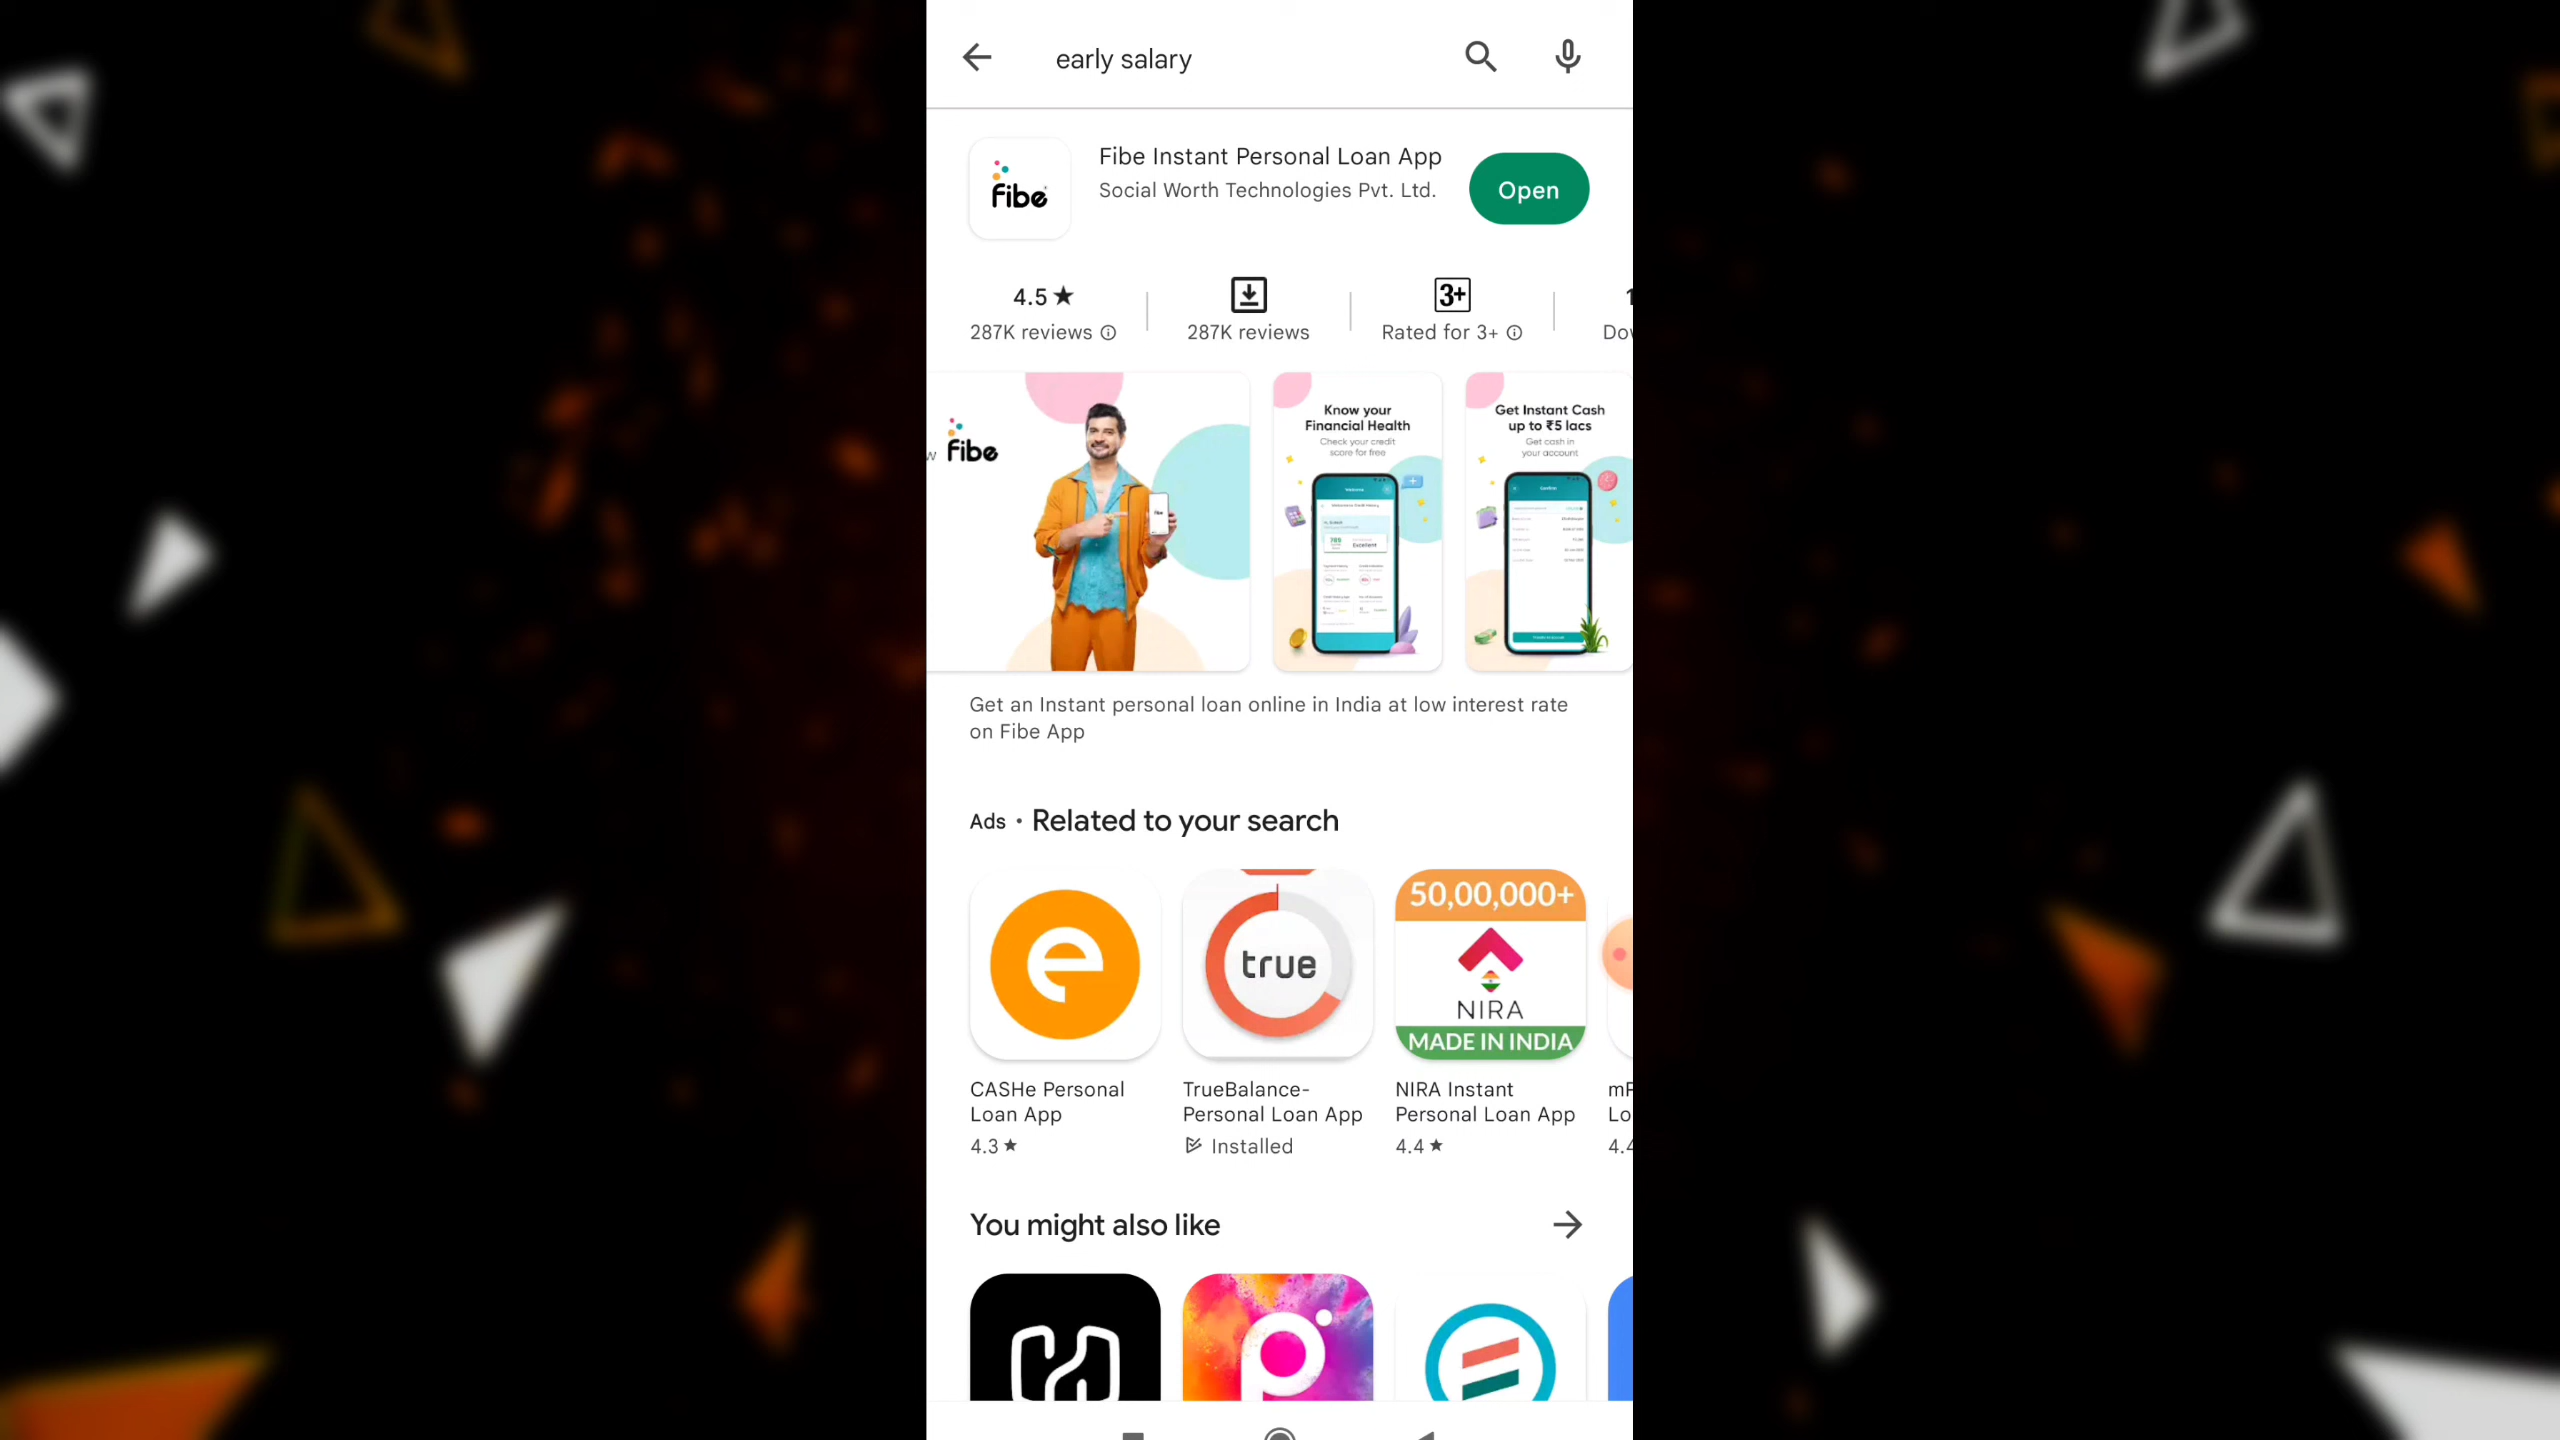 early salary
Fibe Instant Personal Loan App
Social Worth Technologies Pvt. Ltd.
Open
fibe
4.5 ★
287K reviews
287K reviews
3+
Rated for 3+
fibe
Know your
Financial Health
Check your credit
score for free
Get Instant Cash
up to ₹5 lacs
Get cash in
your account
Get an Instant personal loan online in India at low interest rate
on Fibe App
Ads • Related to your search
true
50,00,000+
NIRA
MADE IN INDIA
CASHe Personal
Loan App
4.3 ★
TrueBalance-
Personal Loan App
Installed
NIRA Instant
Personal Loan App
4.4 ★
You might also like